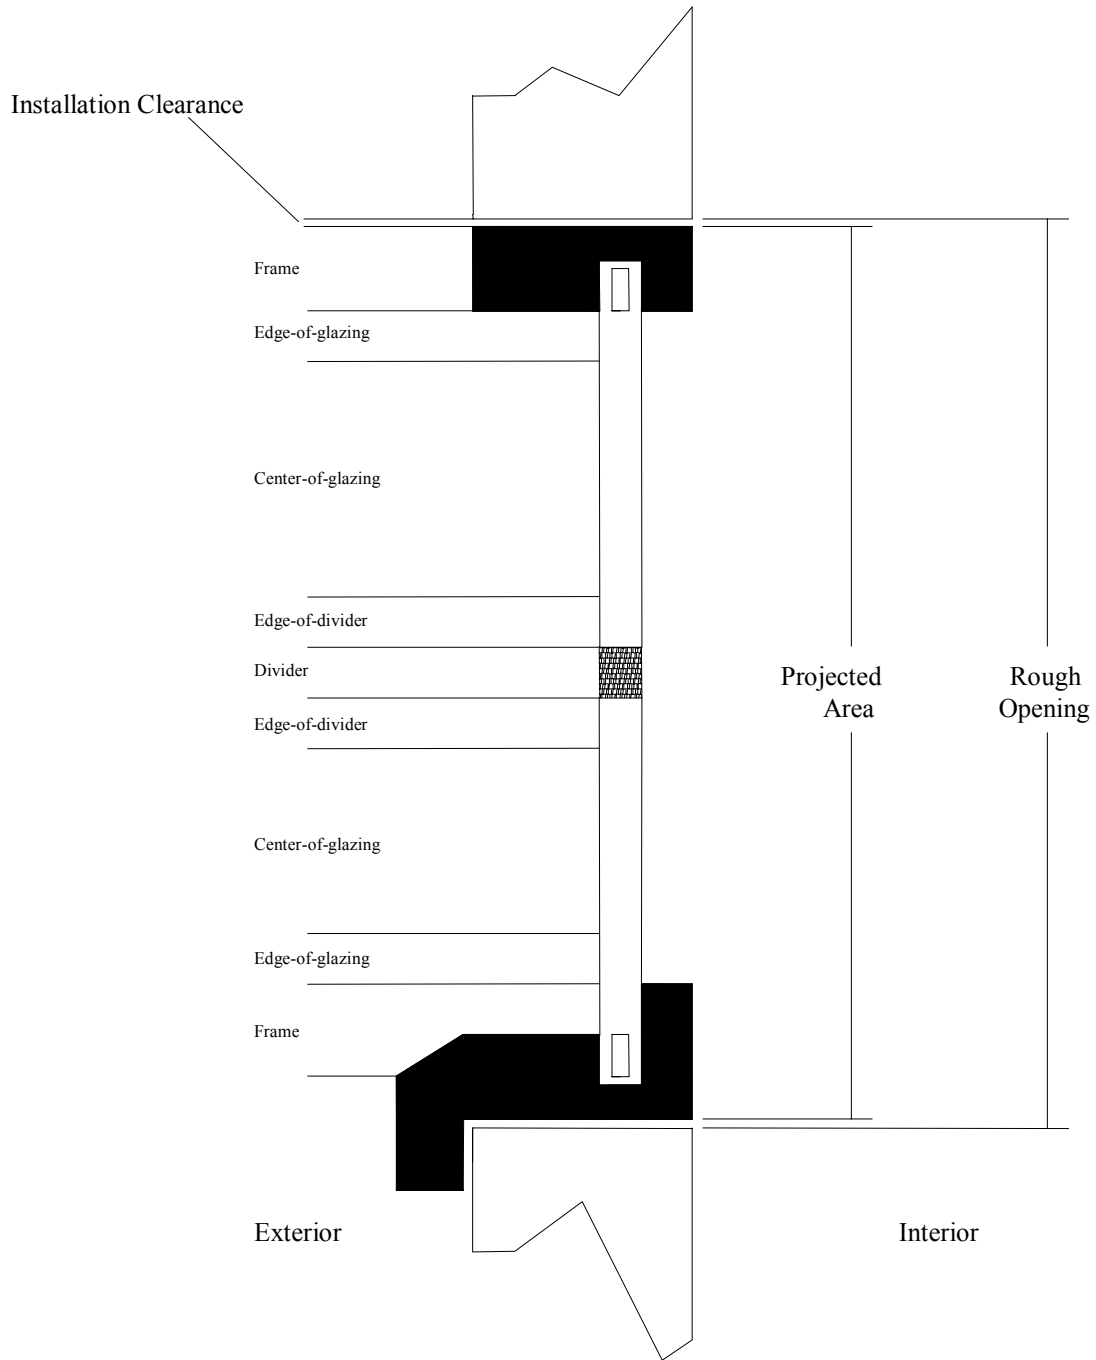 Installation Clearance
Frame
Edge-of-glazing
Center-of-glazing
Edge-of-divider
Divider
Edge-of-divider
Center-of-glazing
Edge-of-glazing
Frame
Projected
Area
Rough
Opening
Exterior
Interior